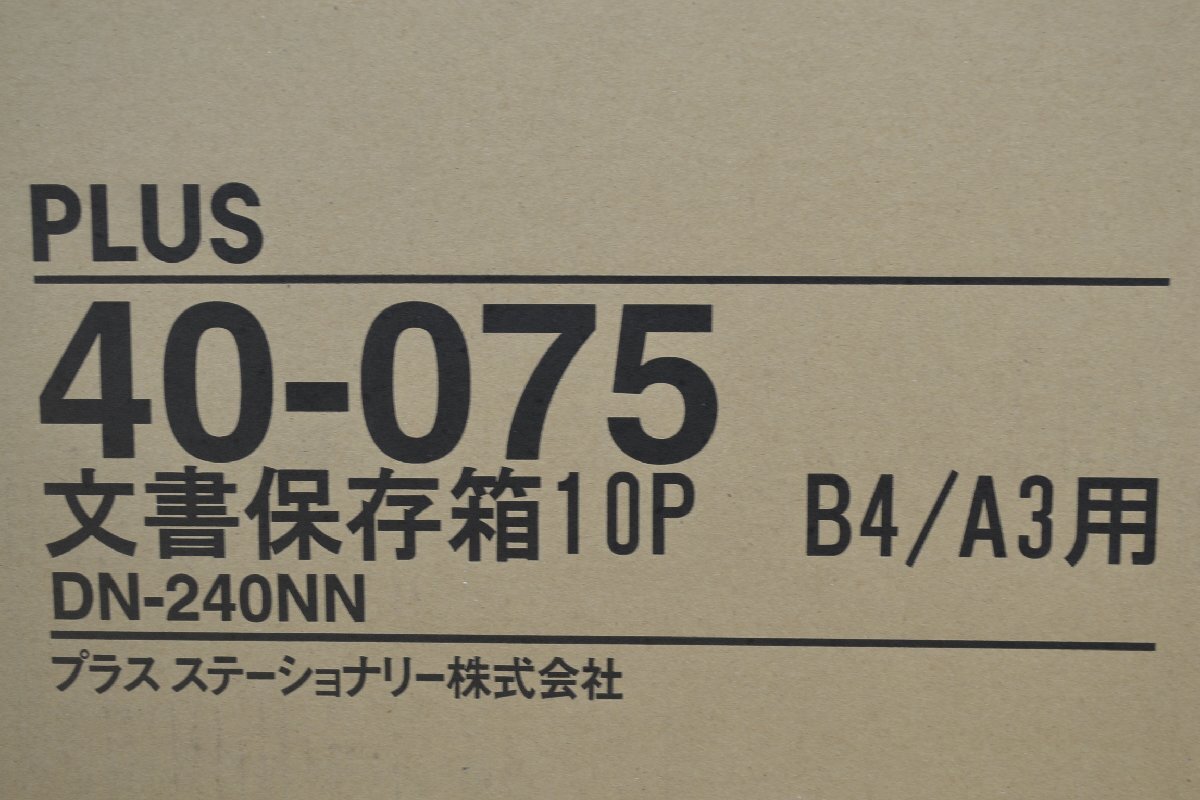 PLUS
40-075
文書保存箱10P B4/A3用
DN-240NN
プラス ステーショナリー株式会社